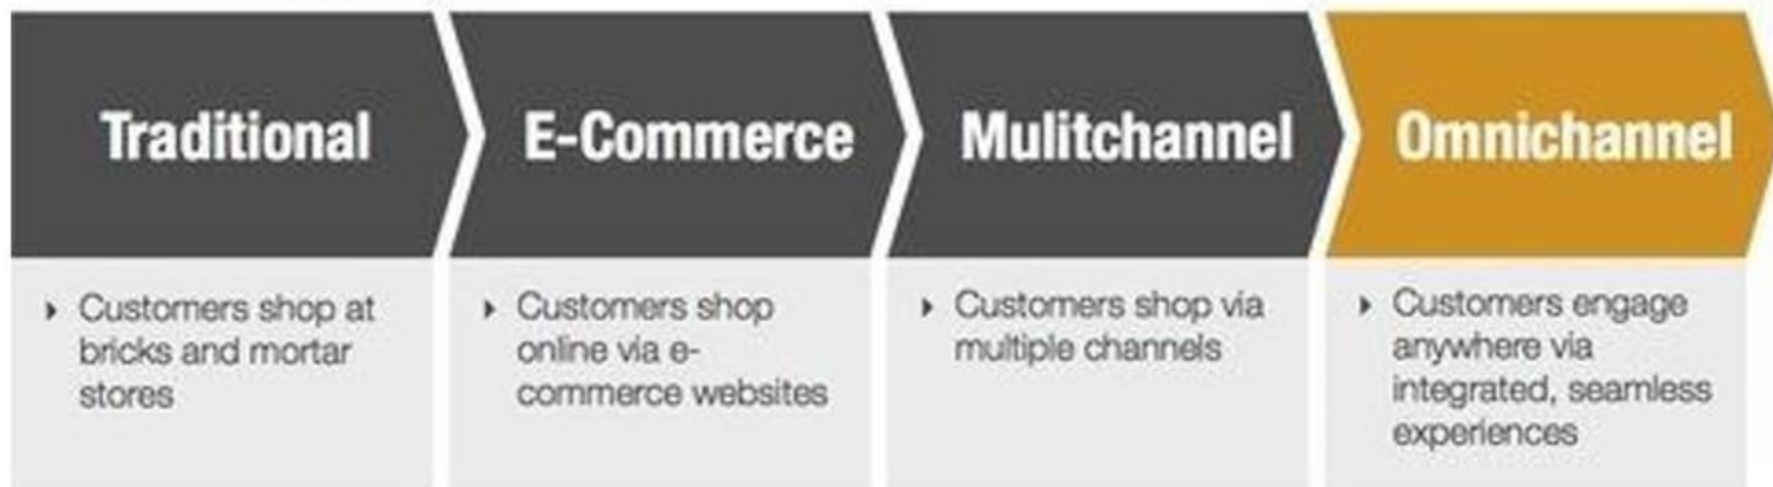 Traditional
E-Commerce
Mulitchannel
Omnichannel
Customers shop at
bricks and mortar
stores
Customers shop
online via e-
commerce websites
Customers shop via
multiple channels
Customers engage
anywhere via
integrated, seamless
experiences